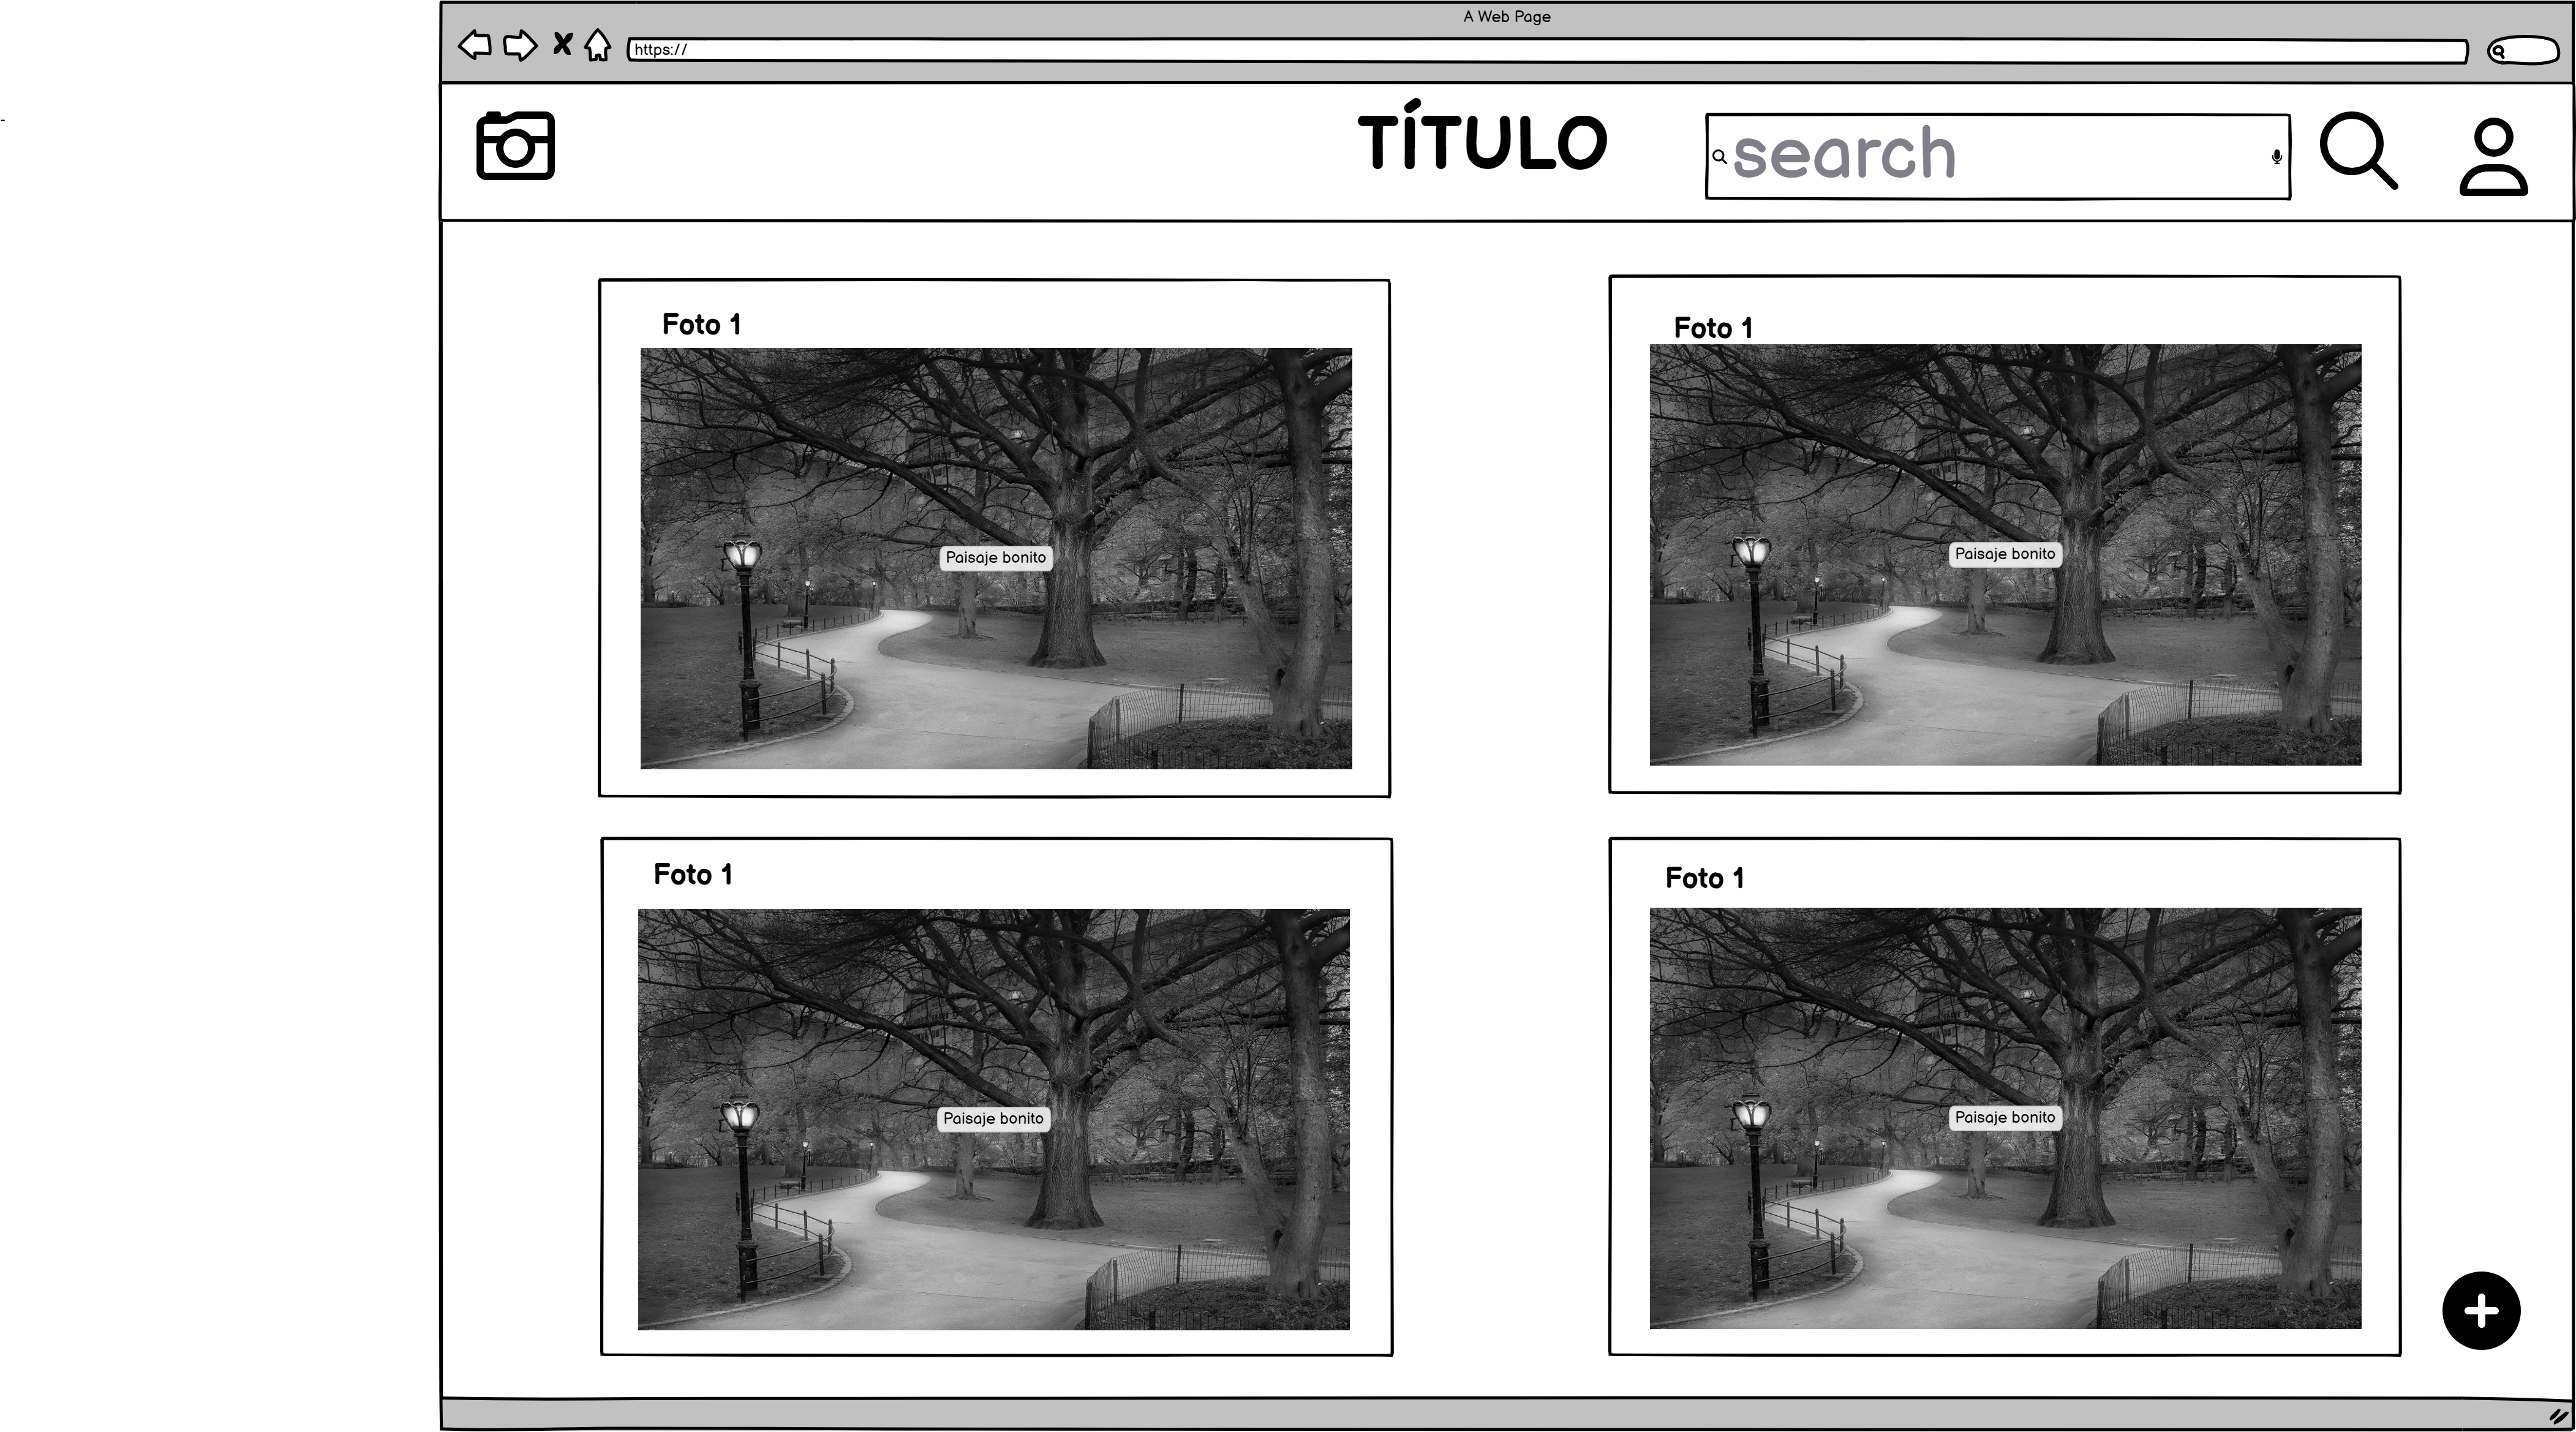 A Web Page
https://
-
TÍTULO
search
Foto 1
Foto 1
Paisaje bonito
Paisaje bonito
Foto 1
Foto 1
Paisaje bonito
Paisaje bonito